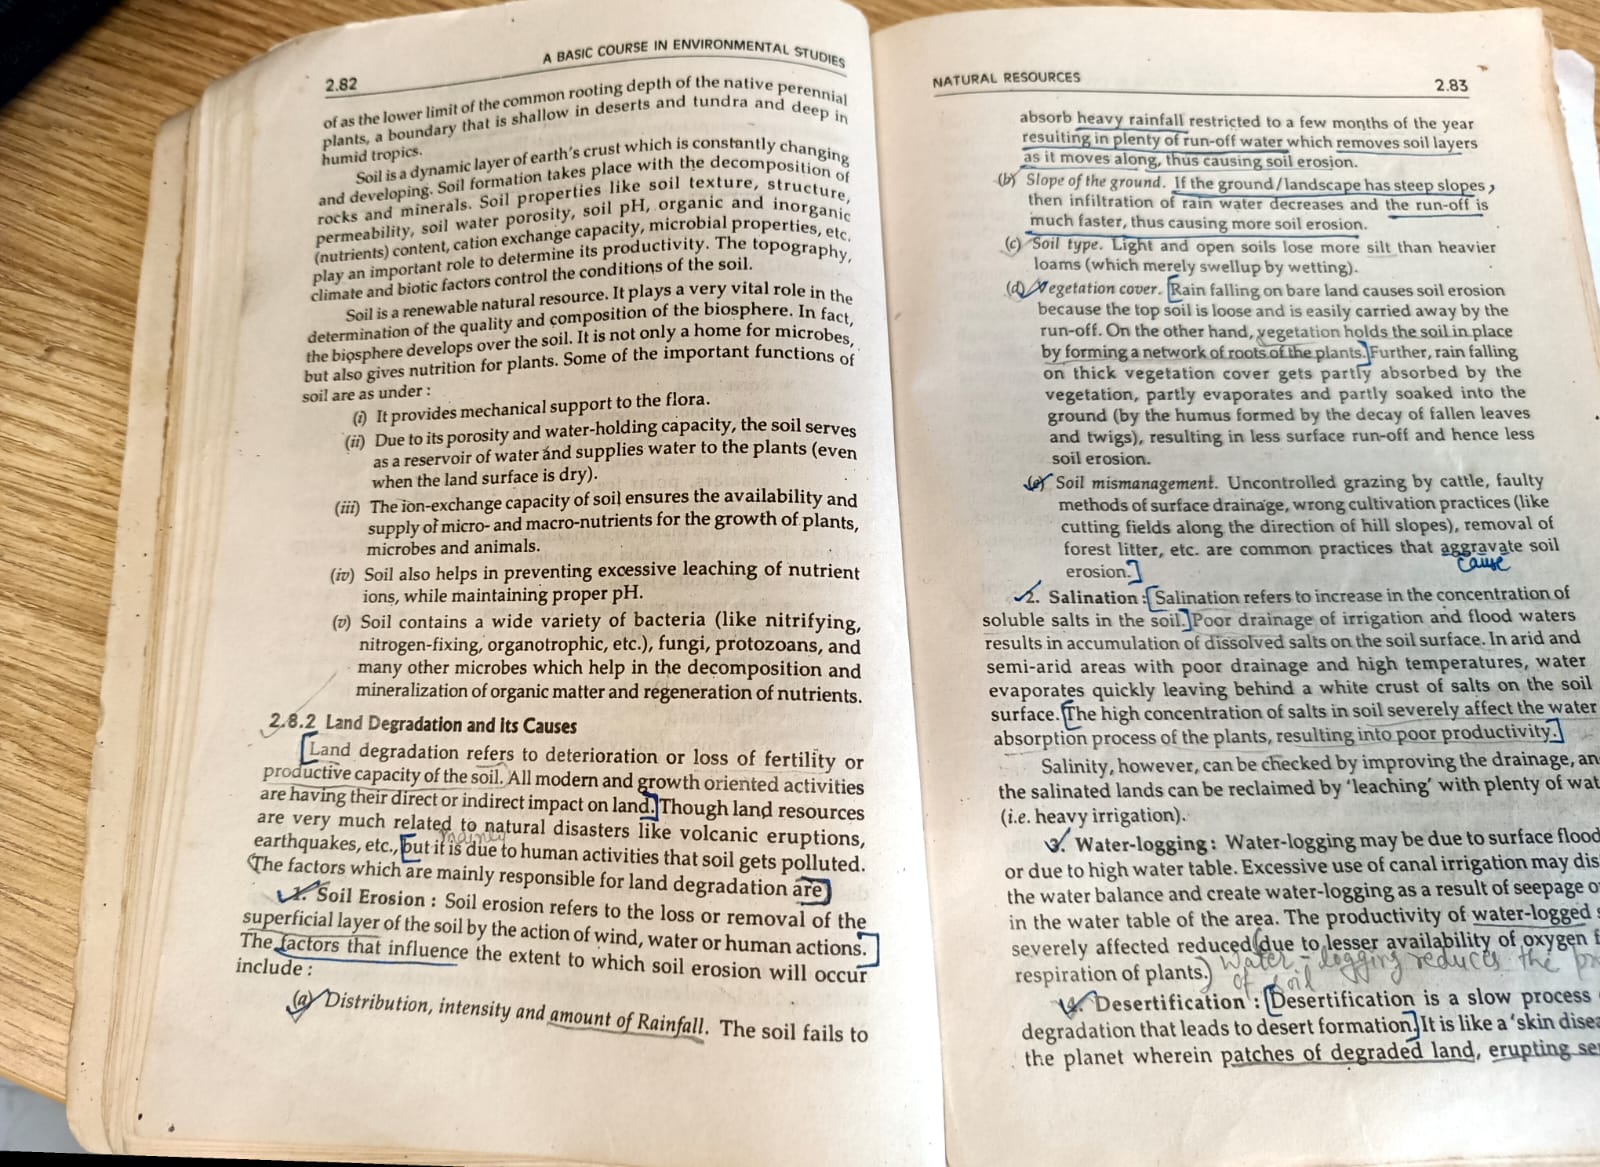 2.82
A BASIC COURSE IN ENVIRONMENTAL STUDIES
of as the lower limit of the common rooting depth of the native perennial
plants, a boundary that is shallow in deserts and tundra and deep in
humid tropics.
Soil is a dynamic layer of earth's crust which is constantly changing
and developing. Soil formation takes place with the decomposition of
rocks and minerals. Soil properties like soil texture, structure,
permeability, soil water porosity, soil pH, organic and inorganic
(nutrients) content, cation exchange capacity, microbial properties, etc.
play an important role to determine its productivity. The topography,
climate and biotic factors control the conditions of the soil.
Soil is a renewable natural resource. It plays a very vital role in the
determination of the quality and composition of the biosphere. In fact,
the biosphere develops over the soil. It is not only a home for microbes,
but also gives nutrition for plants. Some of the important functions of
soil are as under :
(i) It provides mechanical support to the flora.
(ii) Due to its porosity and water-holding capacity, the soil serves
as a reservoir of water and supplies water to the plants (even
when the land surface is dry).
(iii) The ion-exchange capacity of soil ensures the availability and
supply of micro- and macro-nutrients for the growth of plants,
microbes and animals.
(iv) Soil also helps in preventing excessive leaching of nutrient
ions, while maintaining proper pH.
(v) Soil contains a wide variety of bacteria (like nitrifying,
nitrogen-fixing, organotrophic, etc.), fungi, protozoans, and
many other microbes which help in the decomposition and
mineralization of organic matter and regeneration of nutrients.
2.8.2 Land Degradation and its Causes
Land degradation refers to deterioration or loss of fertility or
productive capacity of the soil. All modern and growth oriented activities
are having their direct or indirect impact on land. Though land resources
are very much related to natural disasters like volcanic eruptions,
mainly
earthquakes, etc., but it is due to human activities that soil gets polluted.
The factors which are mainly responsible for land degradation are
1. Soil Erosion : Soil erosion refers to the loss or removal of the
superficial layer of the soil by the action of wind, water or human actions.
The factors that influence the extent to which soil erosion will occur
include :
(a) Distribution, intensity and amount of Rainfall. The soil fails to
NATURAL RESOURCES
2.83
absorb heavy rainfall restricted to a few months of the year
resulting in plenty of run-off water which removes soil layers
as it moves along, thus causing soil erosion.
(b) Slope of the ground. If the ground/landscape has steep slopes,
then infiltration of rain water decreases and the run-off is
much faster, thus causing more soil erosion.
(c) Soil type. Light and open soils lose more silt than heavier
loams (which merely swellup by wetting).
(d) Vegetation cover. Rain falling on bare land causes soil erosion
because the top soil is loose and is easily carried away by the
run-off. On the other hand, vegetation holds the soil in place
by forming a network of roots of the plants. Further, rain falling
on thick vegetation cover gets partly absorbed by the
vegetation, partly evaporates and partly soaked into the
ground (by the humus formed by the decay of fallen leaves
and twigs), resulting in less surface run-off and hence less
soil erosion.
(e) Soil mismanagement. Uncontrolled grazing by cattle, faulty
methods of surface drainage, wrong cultivation practices (like
cutting fields along the direction of hill slopes), removal of
forest litter, etc. are common practices that aggravate soil
cause
erosion.
2. Salination : Salination refers to increase in the concentration of
soluble salts in the soil. Poor drainage of irrigation and flood waters
results in accumulation of dissolved salts on the soil surface. In arid and
semi-arid areas with poor drainage and high temperatures, water
evaporates quickly leaving behind a white crust of salts on the soil
surface. The high concentration of salts in soil severely affect the water
absorption process of the plants, resulting into poor productivity.
Salinity, however, can be checked by improving the drainage, an
the salinated lands can be reclaimed by 'leaching' with plenty of wat
(i.e. heavy irrigation).
3. Water-logging : Water-logging may be due to surface flood
or due to high water table. Excessive use of canal irrigation may dis
the water balance and create water-logging as a result of seepage o
in the water table of the area. The productivity of water-logged
severely affected reduced due to lesser availability of oxygen f
respiration of plants.) Water-logging reduces the
of soil
4. Desertification : Desertification is a slow process
degradation that leads to desert formation. It is like a 'skin disea
the planet wherein patches of degraded land, erupting se